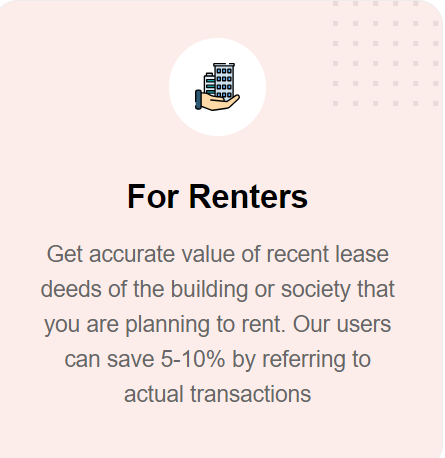 For Renters
Get accurate value of recent lease
deeds of the building or society that
you are planning to rent. Our users
can save 5-10% by referring to
actual transactions